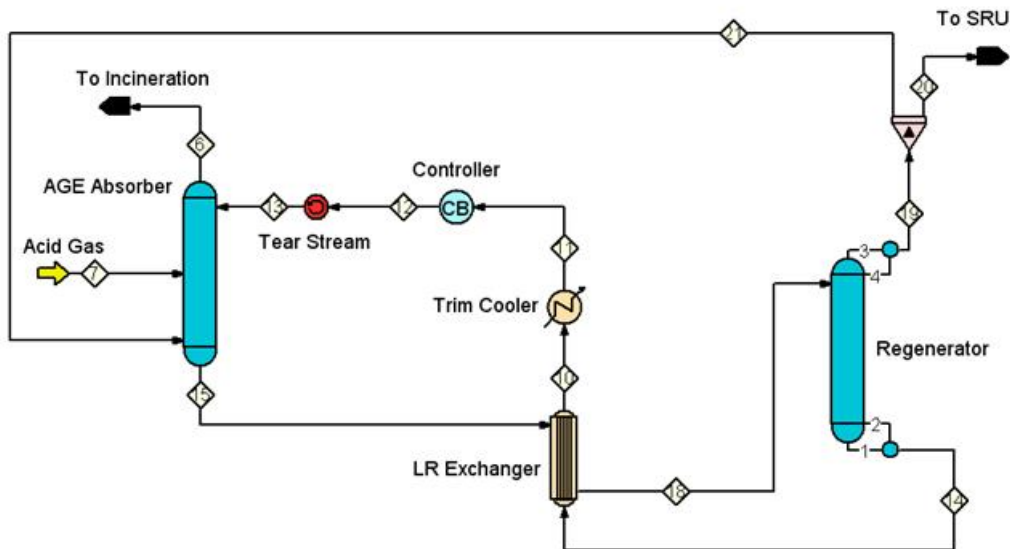 To SRU
21
20
To Incineration
6
Controller
AGE Absorber
13
12
CB
19
Tear Stream
11
3
4
Acid Gas
7
Trim Cooler
Regenerator
10
15
2
1
LR Exchanger
18
14